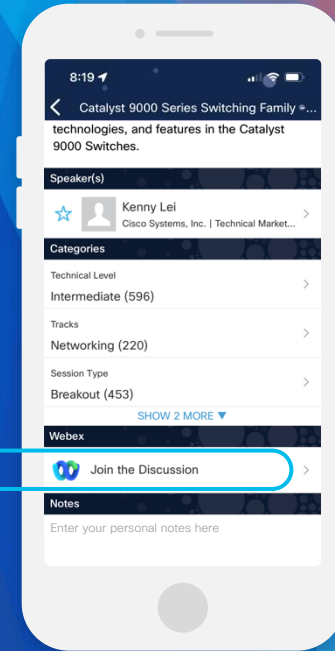 8:19
Catalyst 9000 Series Switching Family ...
technologies, and features in the Catalyst
9000 Switches.
Speaker(s)
Kenny Lei
Cisco Systems, Inc. | Technical Market...
Categories
Technical Level
Intermediate (596)
Tracks
Networking (220)
Session Type
Breakout (453)
SHOW 2 MORE ▼
Webex
Join the Discussion
Notes
Enter your personal notes here